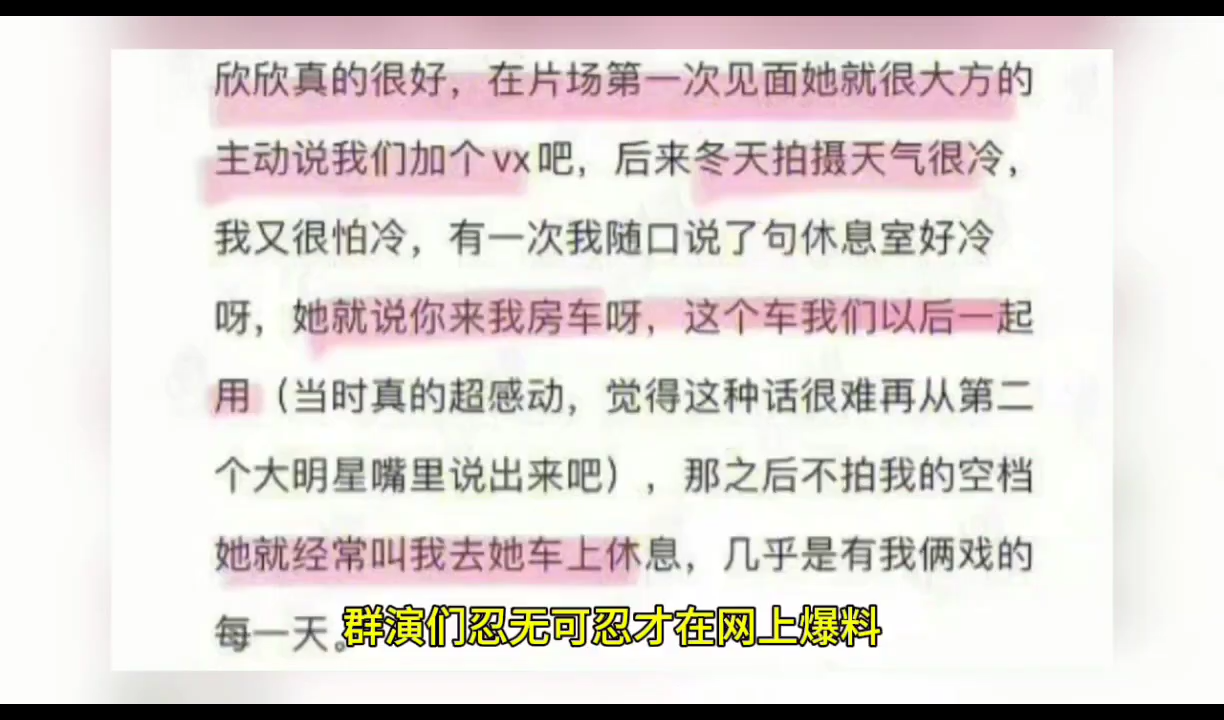 欣欣真的很好，在片场第一次见面她就很大方的
主动说我们加个vx吧，后来冬天拍摄天气很冷，
我又很怕冷，有一次我随口说了句休息室好冷
呀，她就说你来我房车呀，这个车我们以后一起
用（当时真的超感动，觉得这种话很难再从第二
个大明星嘴里说出来吧），那之后不拍我的空档
她就经常叫我去她车上休息，几乎是有我俩戏的
每一天。
群演们忍无可忍才在网上爆料